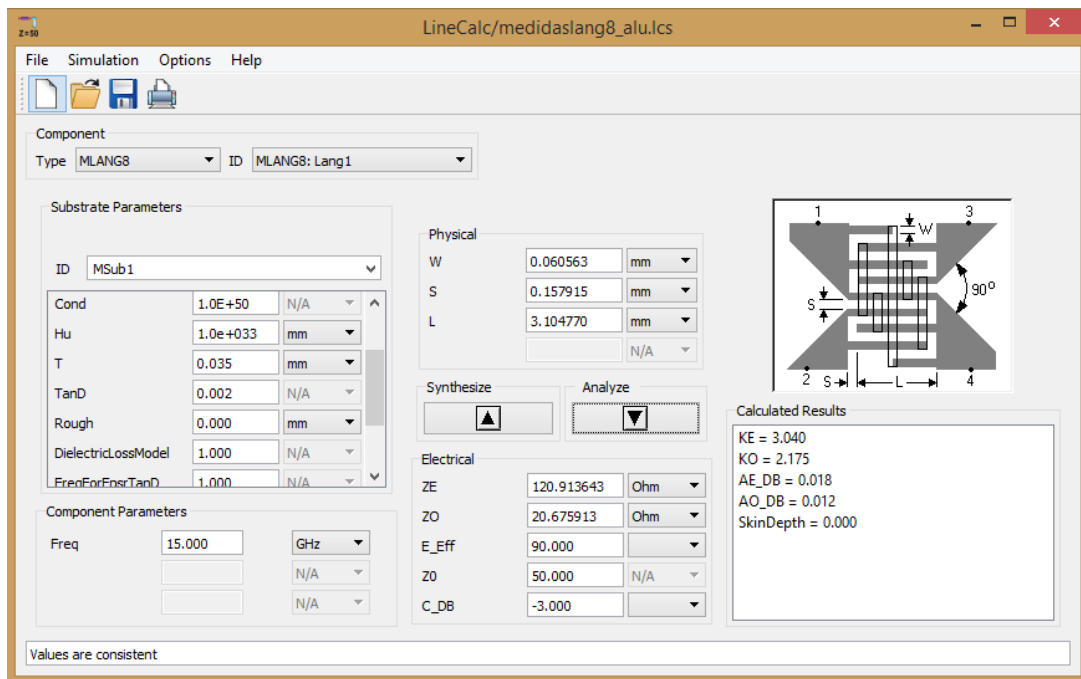 Z=50
LineCalc/medidaslang8_alu.lcs
File Simulation Options Help
Component
Type MLANG8 ID MLANG8: Lang1
Substrate Parameters
ID MSub1
Cond 1.0E+50 N/A
Hu 1.0e+033 mm
T 0.035 mm
TanD 0.002 N/A
Rough 0.000 mm
DielectricLossModel 1.000 N/A
FreqForEpsrTanD 1.000 N/A
Component Parameters
Freq 15.000 GHz
N/A
N/A
Physical
W 0.060563 mm
S 0.157915 mm
L 3.104770 mm
N/A
Synthesize Analyze
Electrical
ZE 120.913643 Ohm
ZO 20.675913 Ohm
E_Eff 90.000
Z0 50.000 N/A
C_DB -3.000
1 3
W
S 90º
2 S L 4
Calculated Results
KE = 3.040
KO = 2.175
AE_DB = 0.018
AO_DB = 0.012
SkinDepth = 0.000
Values are consistent